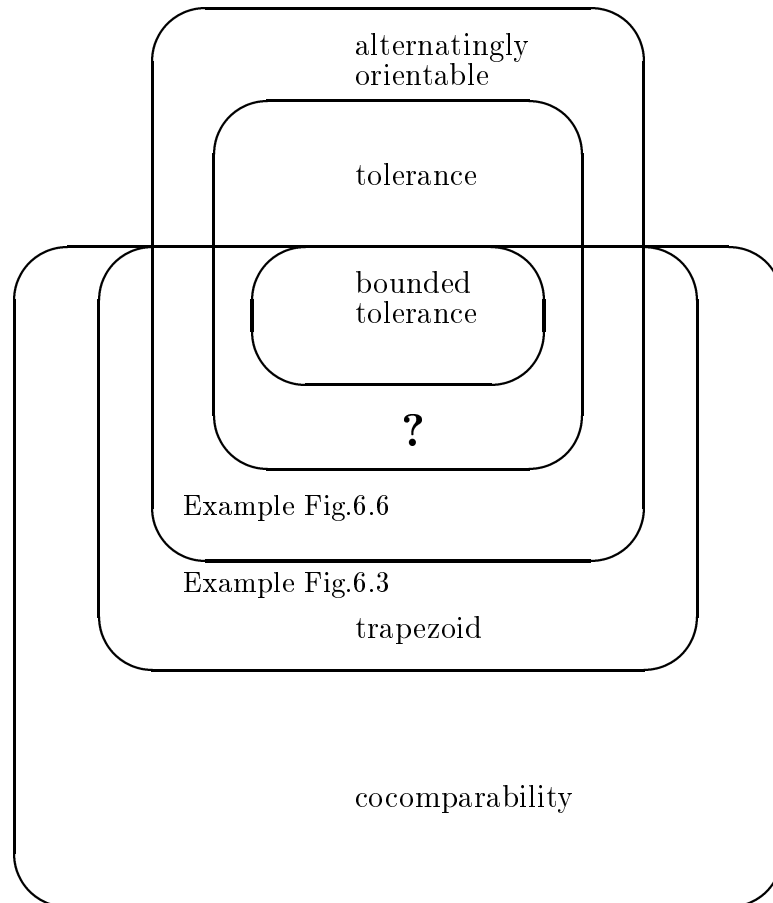 alternatingly
orientable
tolerance
bounded
tolerance
?
Example Fig.6.6
Example Fig.6.3
trapezoid
cocomparability